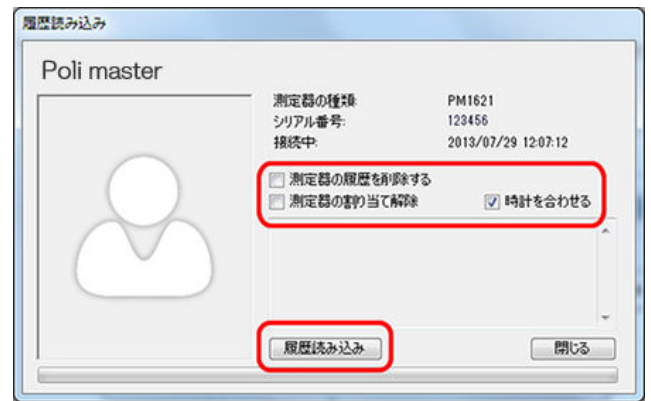 履歴読み込み
Poli master
測定器の種類: PM1621
シリアル番号: 123456
接続中: 2013/07/29 12:07:12
測定器の履歴を削除する
測定器の割り当て解除 時計を合わせる
履歴読み込み 閉じる